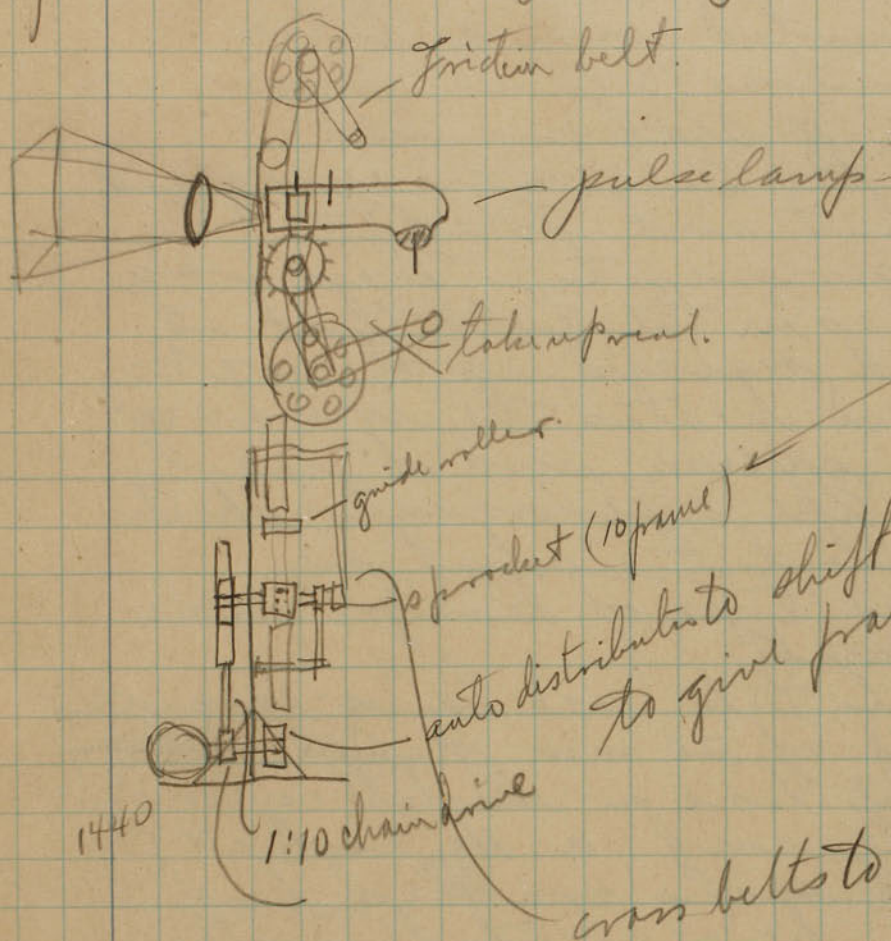 Friction belt.
pulse lamp
take up reel.
guide roller.
sprocket (10 frame)
auto distributor to shift
to give fra
1440
1:10 chain drive
cross belts to